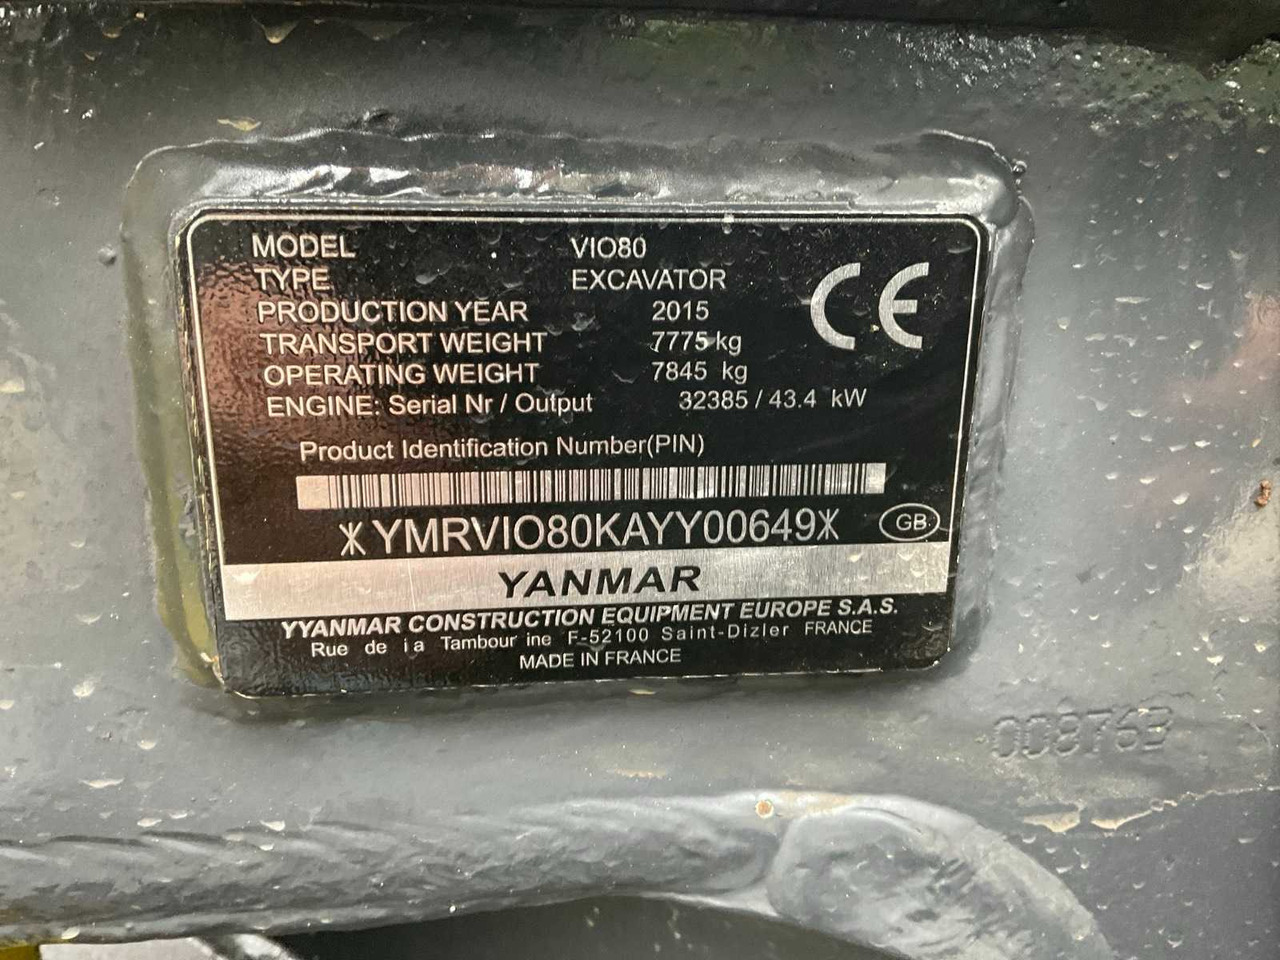 MODEL VIO80
TYPE EXCAVATOR
PRODUCTION YEAR 2015
TRANSPORT WEIGHT 7775 kg
OPERATING WEIGHT 7845 kg
ENGINE: Serial Nr / Output 32385 / 43.4 kW
CE
Product Identification Number(PIN)
*YMRVIO80KAYY00649*
GB
YANMAR
YYANMAR CONSTRUCTION EQUIPMENT EUROPE S.A.S.
Rue de ia Tambour ine F-52100 Saint-Dizler FRANCE
MADE IN FRANCE
008763